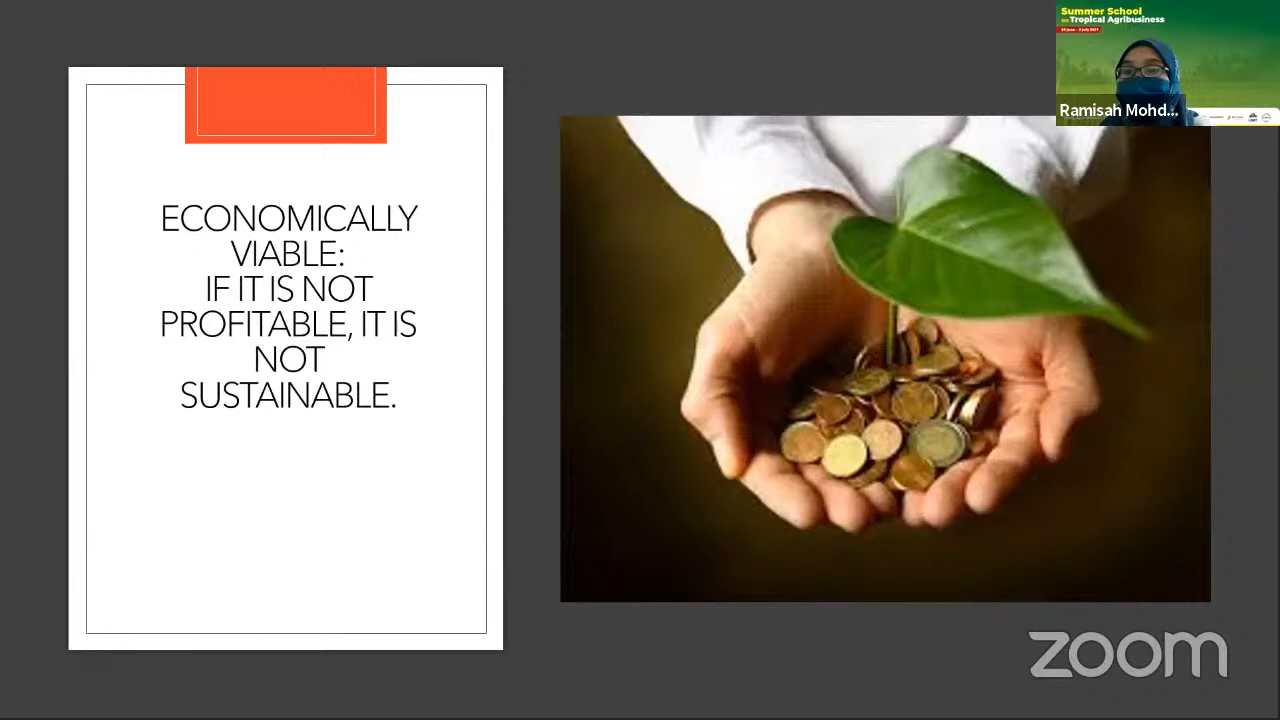 Summer School
on Tropical Agribusiness
Ramisah Mohd...
ECONOMICALLY
VIABLE:
IF IT IS NOT
PROFITABLE, IT IS
NOT
SUSTAINABLE.
zoom